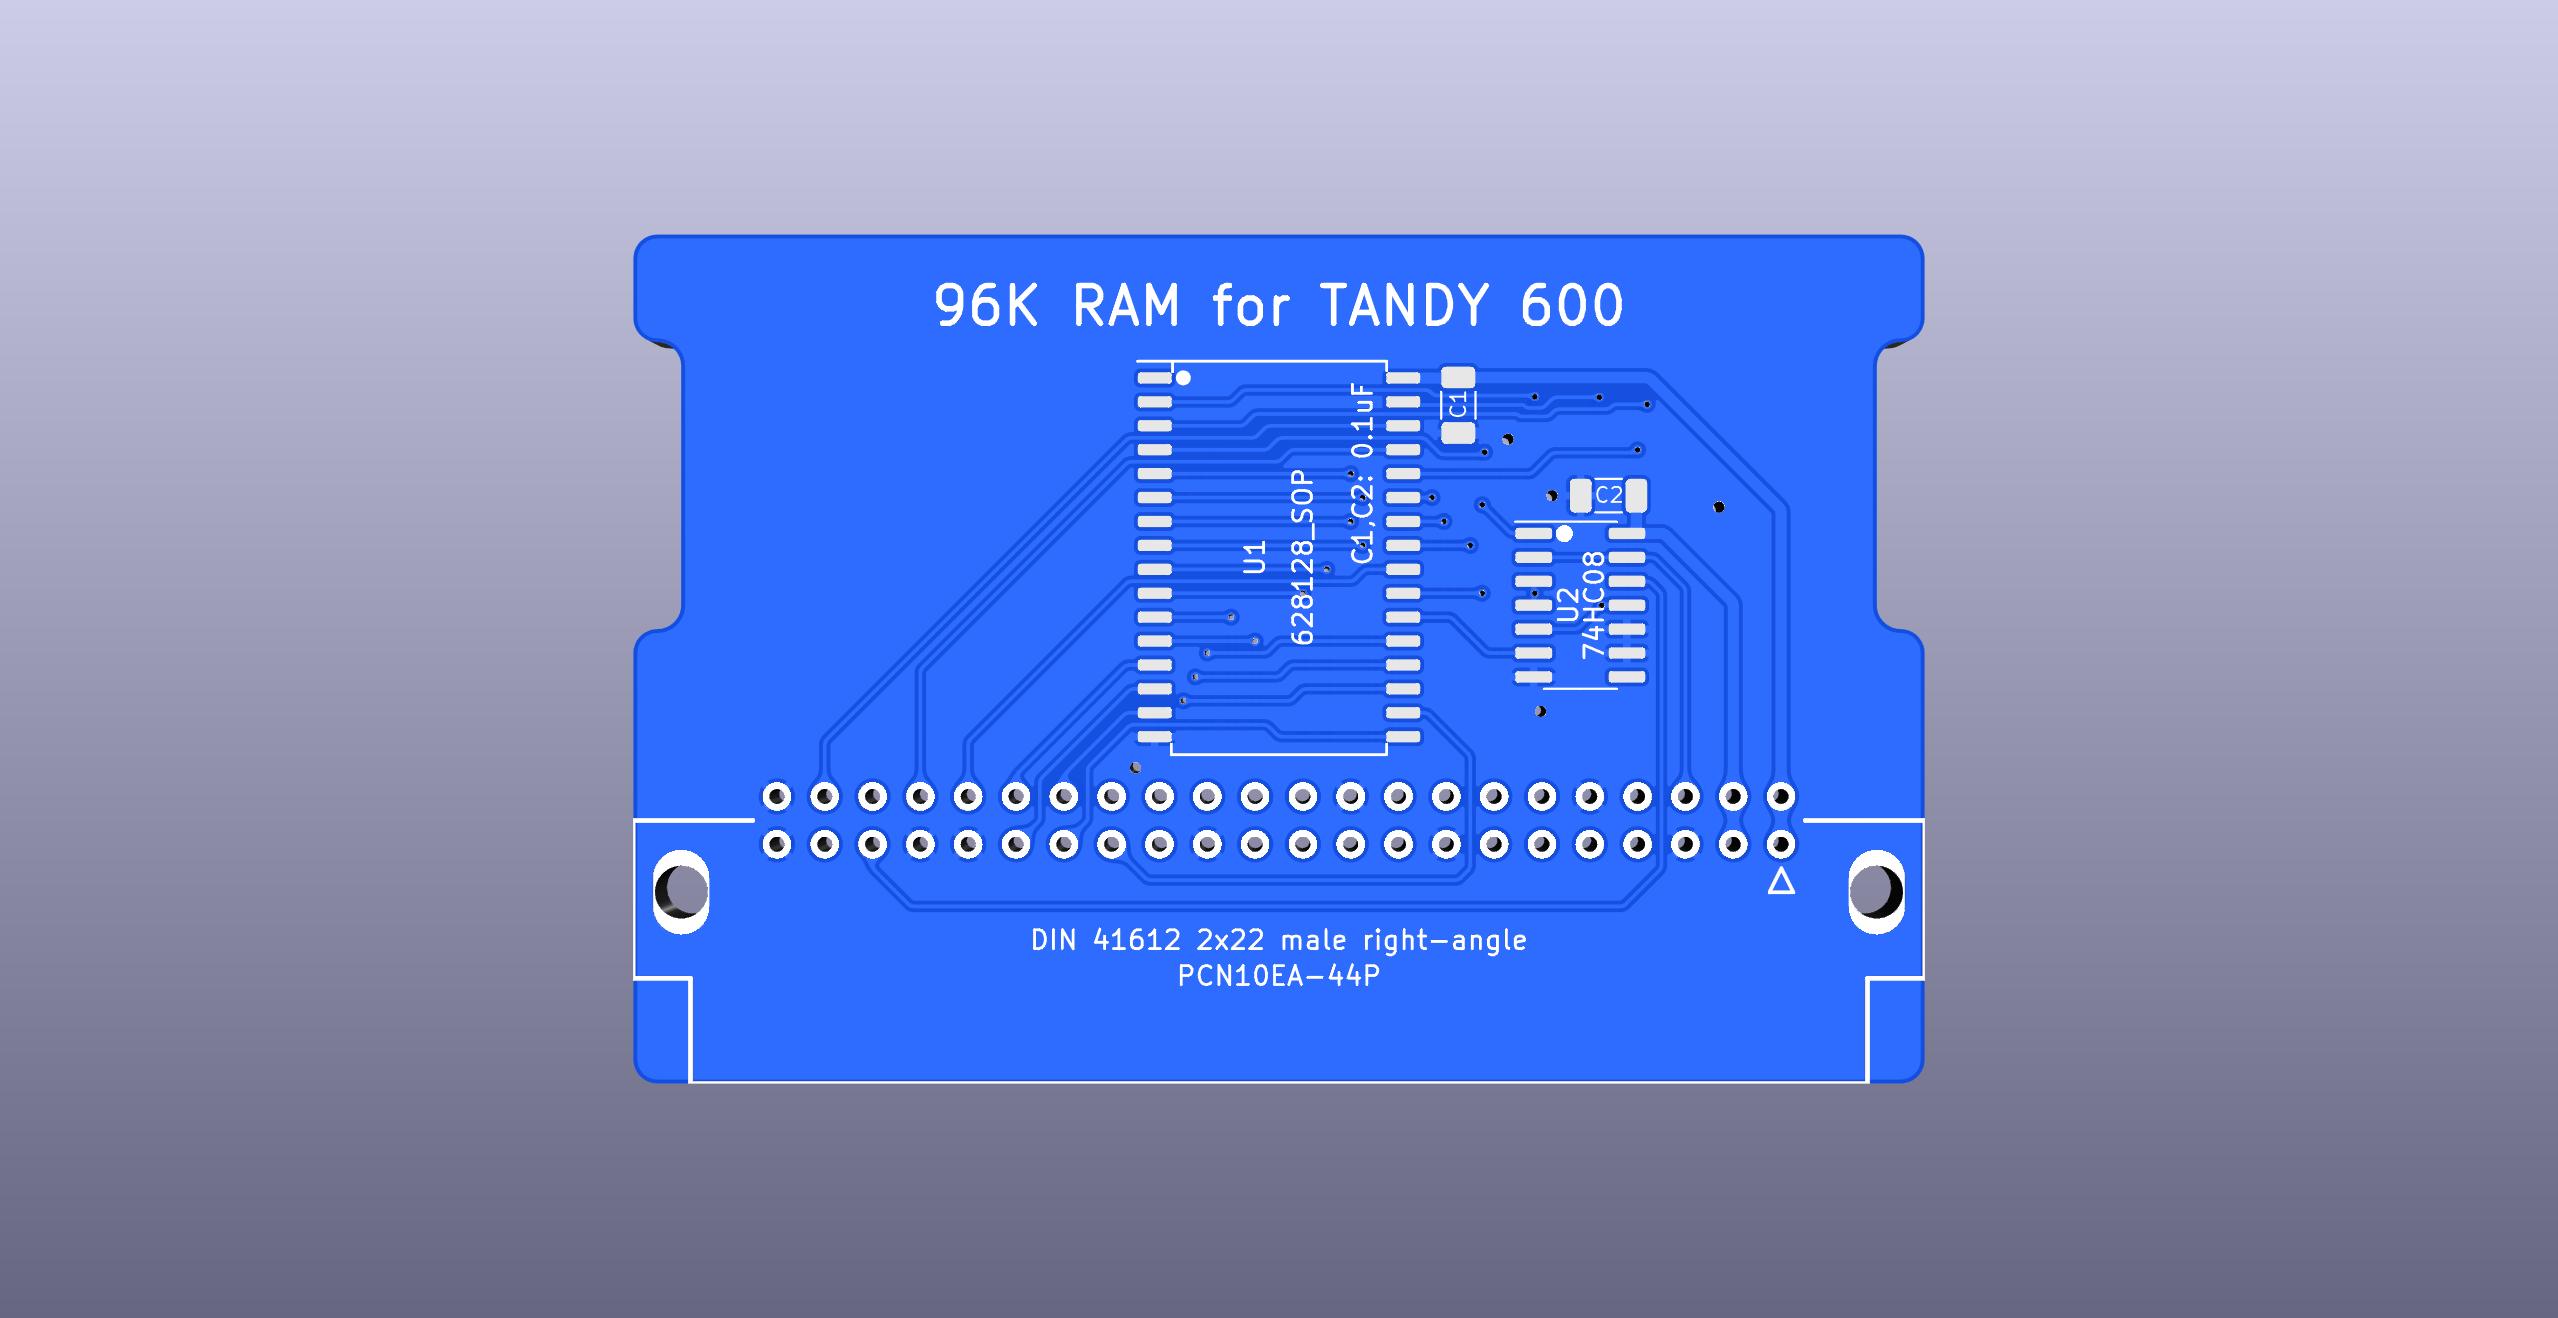 96K RAM for TANDY 600
C1
C1,C2: 0.1uF
C2
U1
628128_SOP
U2
74HC08
DIN 41612 2x22 male right-angle
PCN10EA-44P